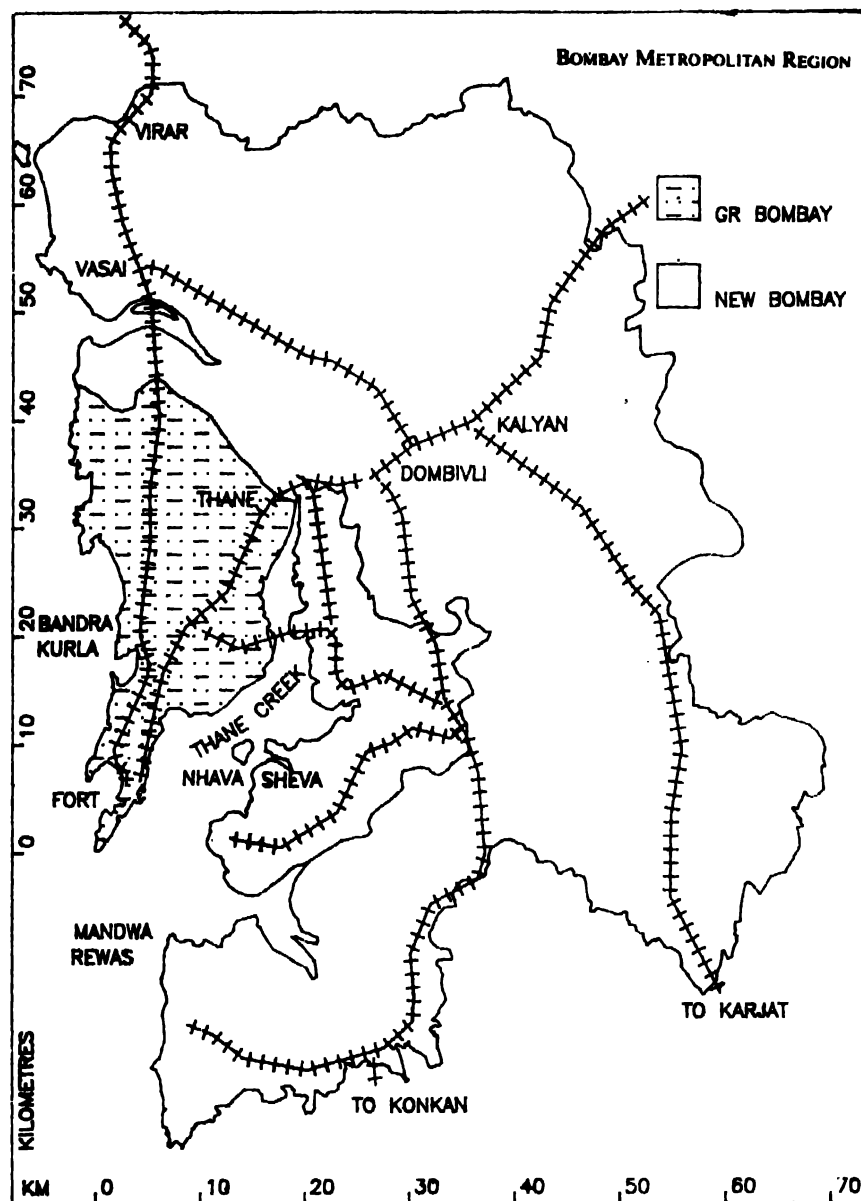 BOMBAY METROPOLITAN REGION
70
VIRAR
60
GR BOMBAY
VASAI
NEW BOMBAY
50
40
KALYAN
DOMBIVLI
THANE
30
20
BANDRA
KURLA
THANE CREEK
10
NHAVA SHEVA
FORT
0
MANDWA
REWAS
TO KARJAT
KILOMETRES
TO KONKAN
KM 0 10 20 30 40 50 60 70